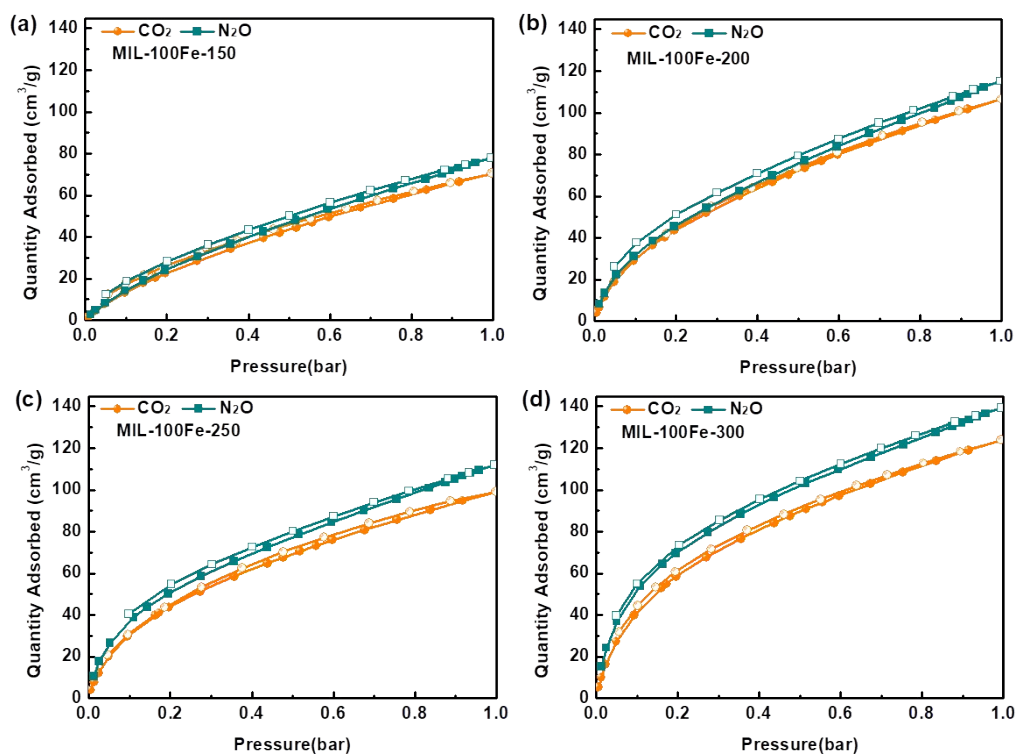 (a)
CO₂ N₂O
MIL-100Fe-150
Quantity Adsorbed (cm³/g)
140
120
100
80
60
40
20
0
0.0 0.2 0.4 0.6 0.8 1.0
Pressure(bar)
(b)
CO₂ N₂O
MIL-100Fe-200
Quantity Adsorbed (cm³/g)
140
120
100
80
60
40
20
0
0.0 0.2 0.4 0.6 0.8 1.0
Pressure(bar)
(c)
CO₂ N₂O
MIL-100Fe-250
Quantity Adsorbed (cm³/g)
140
120
100
80
60
40
20
0
0.0 0.2 0.4 0.6 0.8 1.0
Pressure(bar)
(d)
CO₂ N₂O
MIL-100Fe-300
Quantity Adsorbed (cm³/g)
140
120
100
80
60
40
20
0
0.0 0.2 0.4 0.6 0.8 1.0
Pressure(bar)